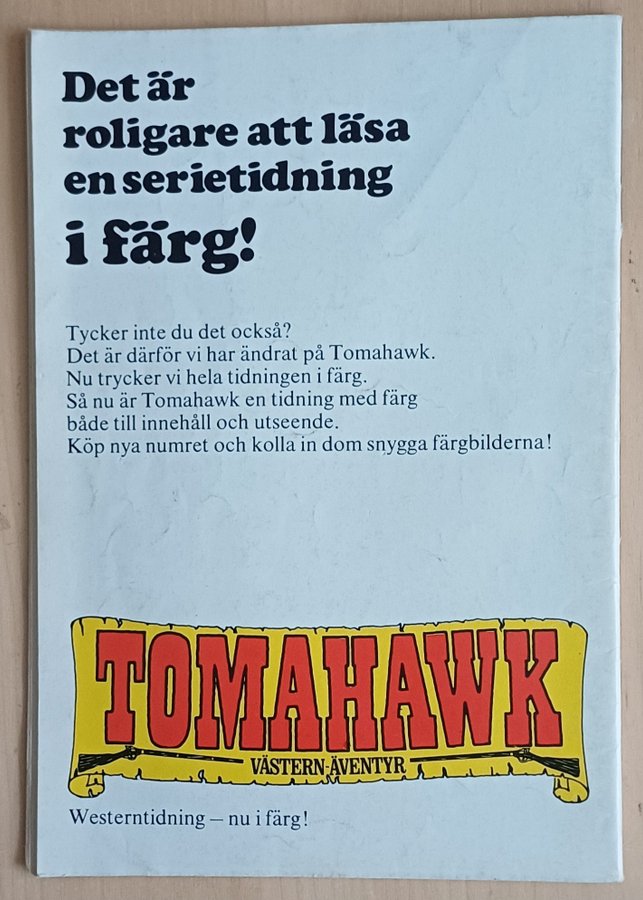 Det är
roligare att läsa
en serietidning
i färg!
Tycker inte du det också?
Det är därför vi har ändrat på Tomahawk.
Nu trycker vi hela tidningen i färg.
Så nu är Tomahawk en tidning med färg
både till innehåll och utseende.
Köp nya numret och kolla in dom snygga färgbilderna!
TOMAHAWK
VÄSTERN-ÄVENTYR
Westerntidning – nu i färg!